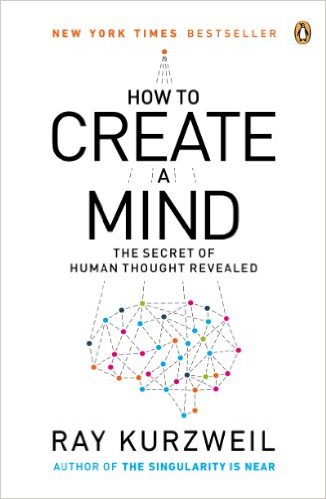 NEW YORK TIMES BESTSELLER
HOW TO
CREATE
A
MIND
THE SECRET OF
HUMAN THOUGHT REVEALED
RAY KURZWEIL
AUTHOR OF THE SINGULARITY IS NEAR